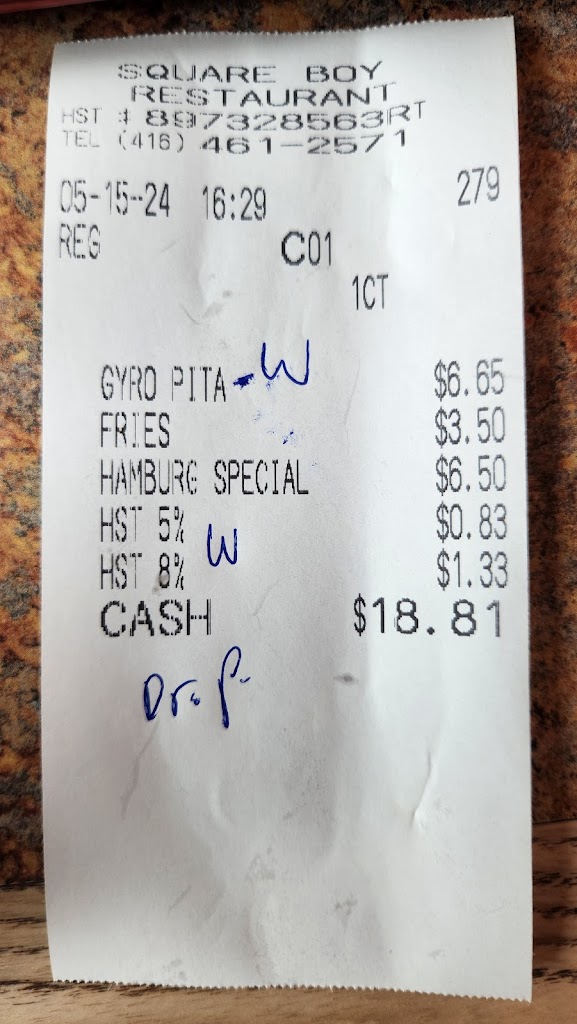 SQUARE BOY
RESTAURANT
HST # 897328563RT
TEL (416) 461-2571
05-15-24 16:29 279
REG C01
1CT
GYRO PITA -W $6.65
FRIES $3.50
HAMBURG SPECIAL $6.50
HST 5% $0.83
W
HST 8% $1.33
CASH $18.81